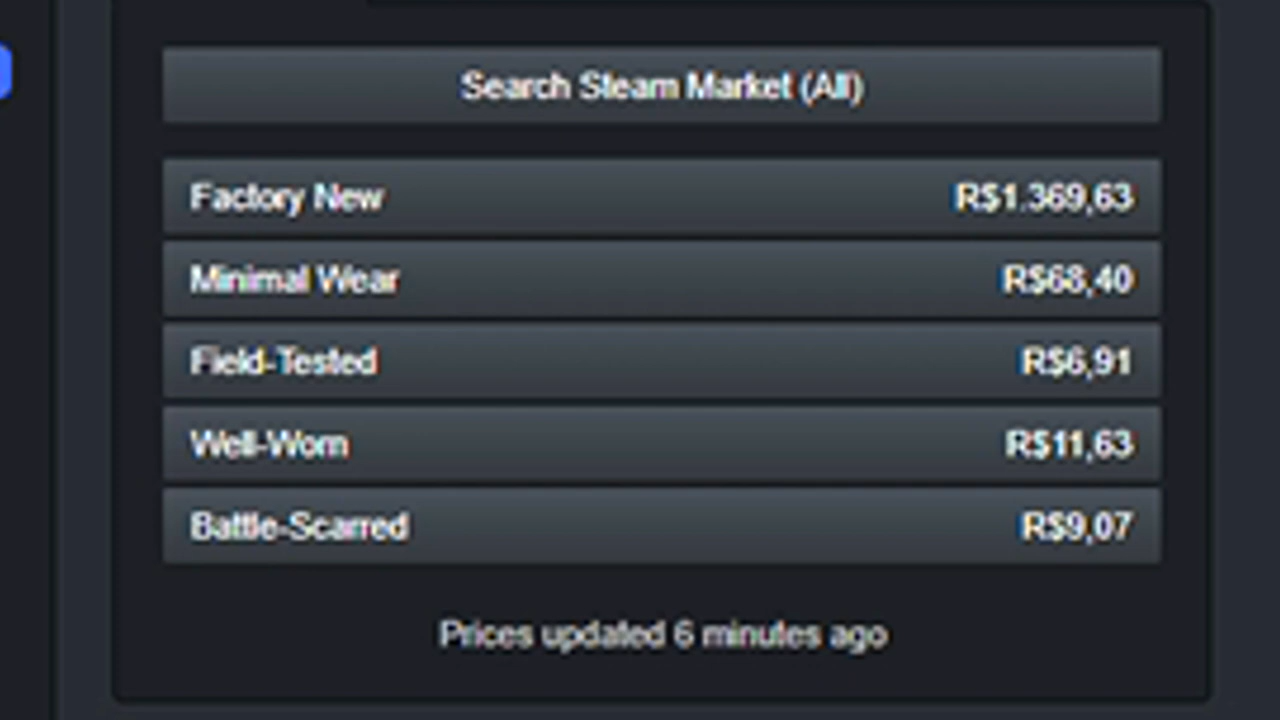 Search Steam Market (All)
Factory New R$1.369,63
Minimal Wear R$68,40
Field-Tested R$6,91
Well-Worn R$11,63
Battle-Scarred R$9,07
Prices updated 6 minutes ago